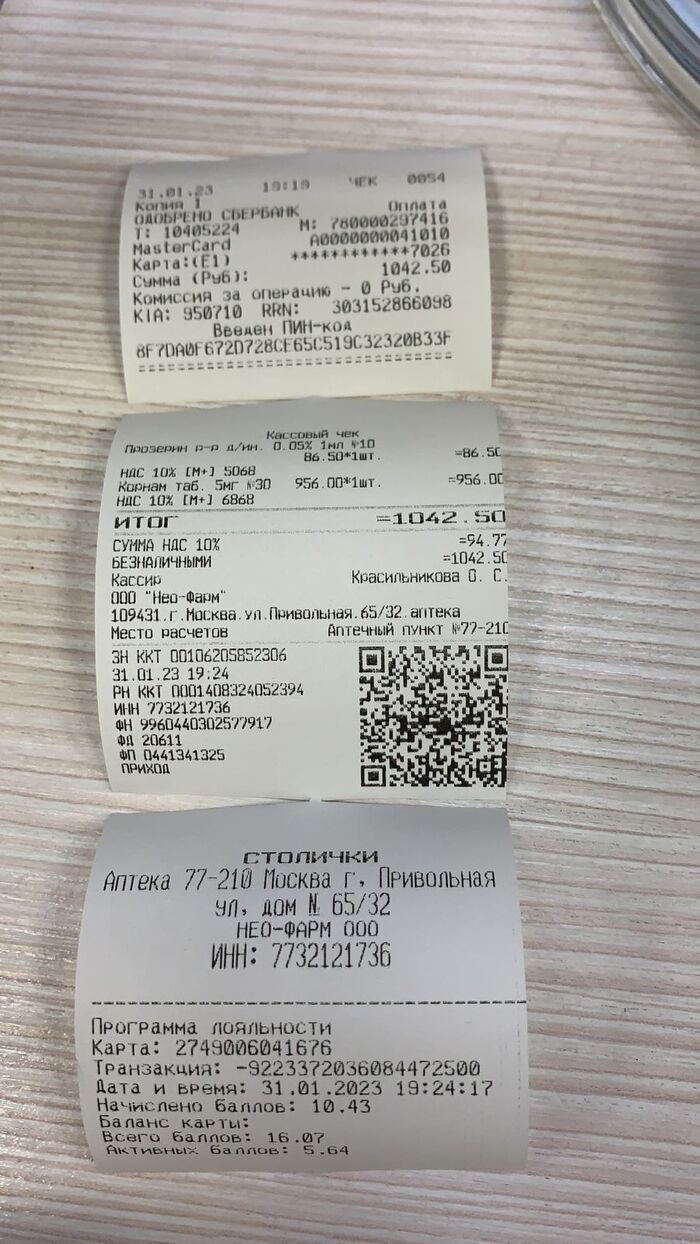 31.01.23 19:19 ЧЕК 0054
Копия 1 Оплата
ОДОБРЕНО СБЕРБАНК
Т: 10405224 М: 780000297416
MasterCard A0000000041010
Карта:(E1) ************7026
Сумма (Руб): 1042.50
Комиссия за операцию - 0 Руб.
KIA: 950710 RRN: 303152866098
Введен ПИН-код
8F7DA0F672D728CE65C519C32320B33F
================================
Кассовый чек
Прозерин р-р д/ин. 0.05% 1мл №10
86.50*1шт. =86.50
НДС 10% [М+] 5068
Корнам таб. 5мг №30 956.00*1шт. =956.00
НДС 10% [М+] 6868
ИТОГ =1042.50
СУММА НДС 10% =94.77
БЕЗНАЛИЧНЫМИ =1042.50
Кассир Красильникова О. С.
ООО "Нео-Фарм"
109431.г.Москва.ул.Привольная.65/32.аптека
Место расчетов Аптечный пункт №77-210
ЗН ККТ 00106205852306
31.01.23 19:24
РН ККТ 0001408324052394
ИНН 7732121736
ФН 9960440302577917
ФД 20611
ФП 0441341325
ПРИХОД
СТОЛИЧКИ
Аптека 77-210 Москва г, Привольная
ул, дом № 65/32
НЕО-ФАРМ ООО
ИНН: 7732121736
Программа лояльности
Карта: 2749006041676
Транзакция: -9223372036084472500
Дата и время: 31.01.2023 19:24:17
Начислено баллов: 10.43
Баланс карты:
Всего баллов: 16.07
Активных баллов: 5.64